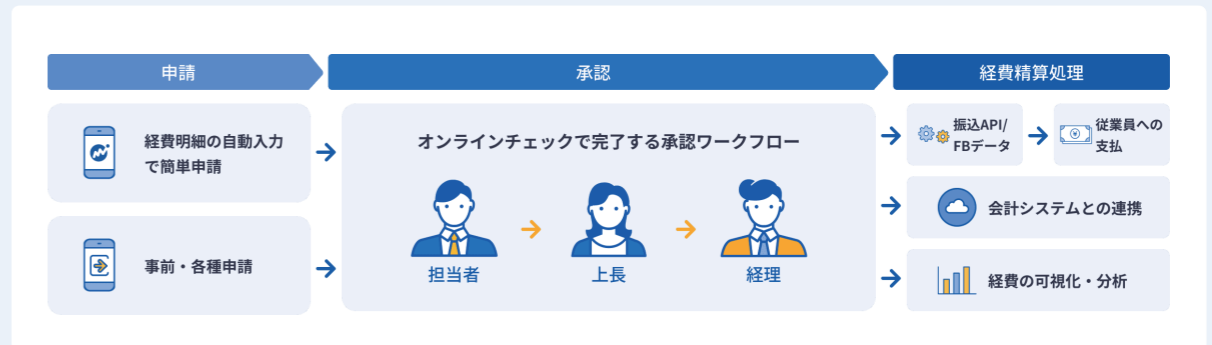 申請
承認
経費精算処理
経費明細の自動入力
で簡単申請
事前・各種申請
オンラインチェックで完了する承認ワークフロー
担当者
上長
経理
振込API/
FBデータ
従業員への
支払
会計システムとの連携
経費の可視化・分析